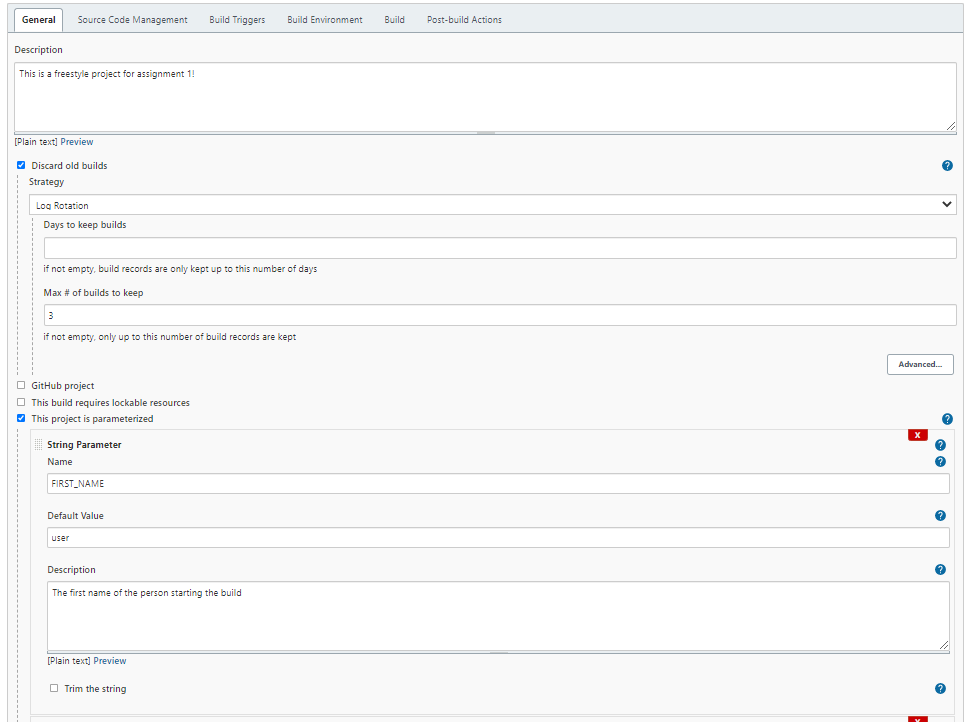 General Source Code Management Build Triggers Build Environment Build Post-build Actions
Description
This is a freestyle project for assignment 1!
[Plain text] Preview
Discard old builds ?
Strategy
Log Rotation
Days to keep builds
if not empty, build records are only kept up to this number of days
Max # of builds to keep
3
if not empty, only up to this number of build records are kept
Advanced...
GitHub project
This build requires lockable resources
This project is parameterized ?
X
String Parameter ?
Name ?
FIRST_NAME
Default Value ?
user
Description ?
The first name of the person starting the build
[Plain text] Preview
Trim the string ?
X